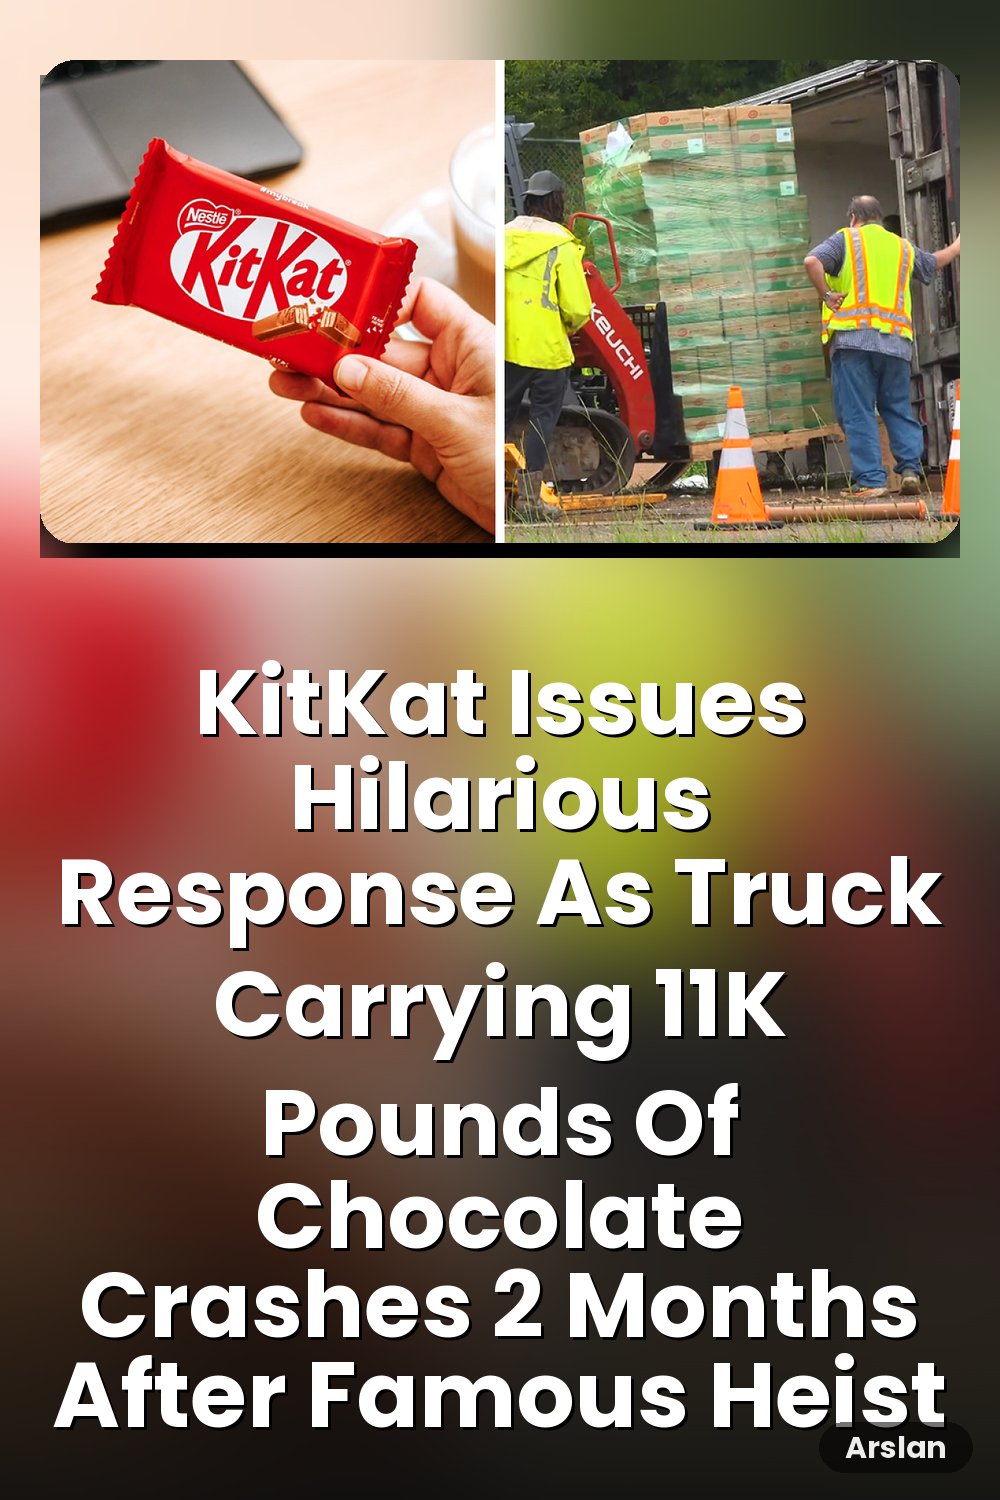 #mybreak
Nestlé®
KitKat®
KEUCHI
KitKat Issues
Hilarious
Response As Truck
Carrying 11K
Pounds Of
Chocolate
Crashes 2 Months
After Famous Heist
Arslan